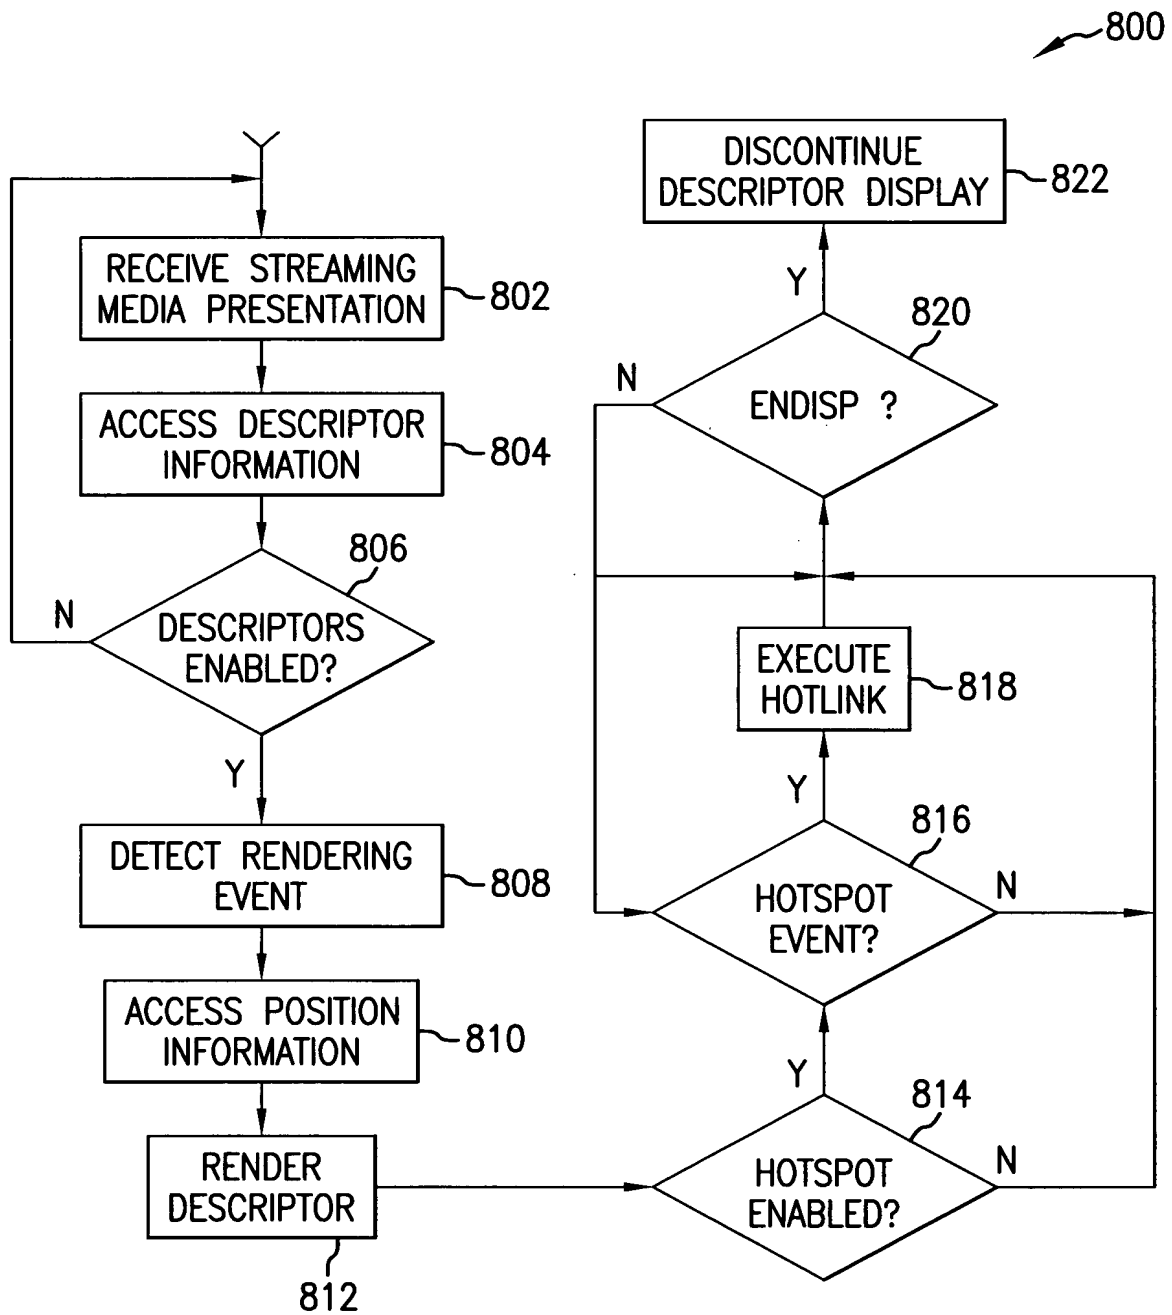 800
RECEIVE STREAMING
MEDIA PRESENTATION
802
ACCESS DESCRIPTOR
INFORMATION
804
806
DESCRIPTORS
ENABLED?
N
Y
DETECT RENDERING
EVENT
808
ACCESS POSITION
INFORMATION
810
RENDER
DESCRIPTOR
812
DISCONTINUE
DESCRIPTOR DISPLAY
822
Y
820
N
ENDISP ?
EXECUTE
HOTLINK
818
Y
816
HOTSPOT
EVENT?
N
Y
814
HOTSPOT
ENABLED?
N